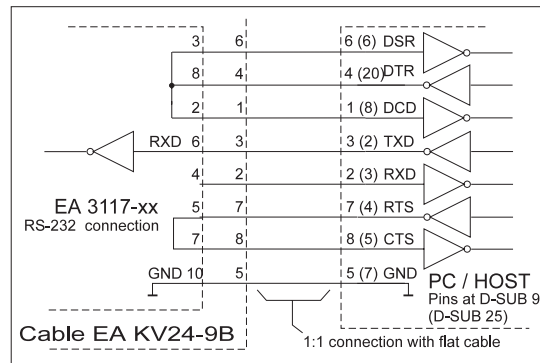 3 6 6 (6) DSR
8 4 4 (20) DTR
2 1 1 (8) DCD
RXD 6 3 3 (2) TXD
4 2 2 (3) RXD
EA 3117-xx
RS-232 connection
5 7 7 (4) RTS
7 8 8 (5) CTS
GND 10 5 5 (7) GND
PC / HOST
Pins at D-SUB 9
(D-SUB 25)
Cable EA KV24-9B
1:1 connection with flat cable